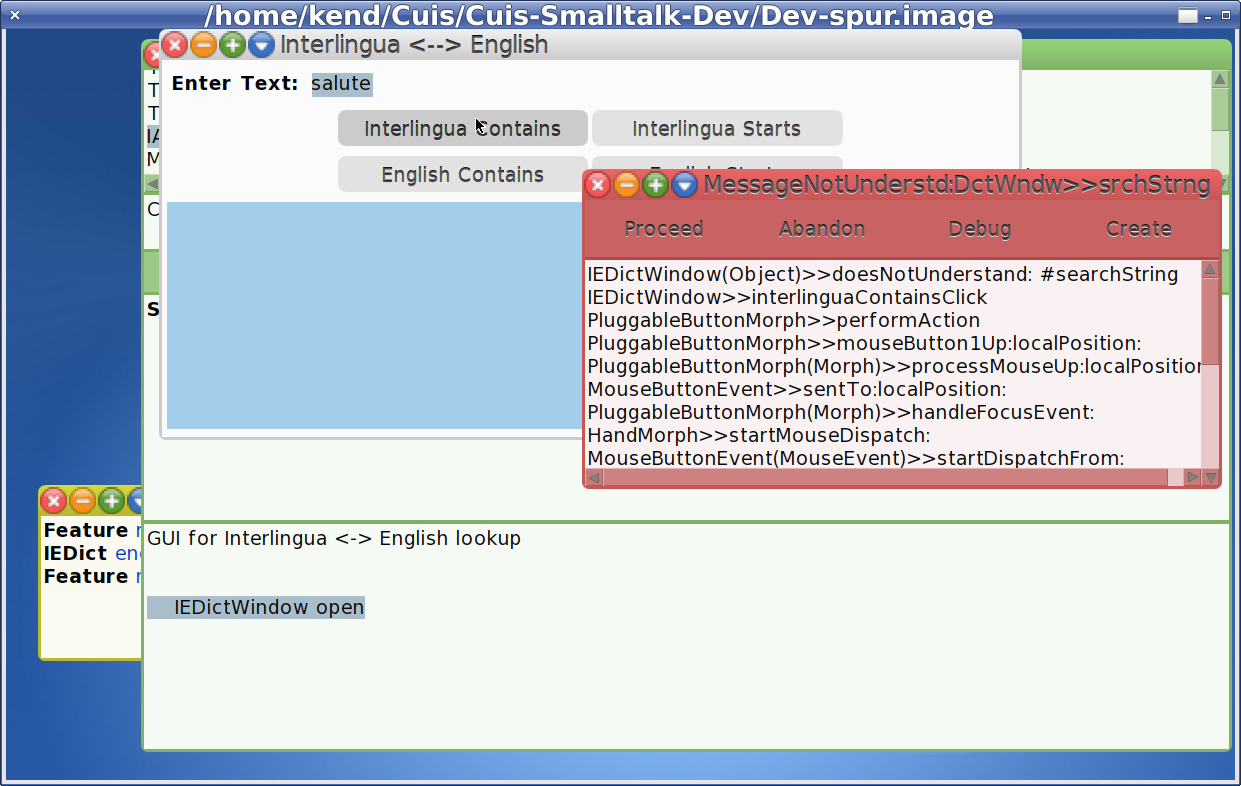 /home/kend/Cuis/Cuis-Smalltalk-Dev/Dev-spur.image
Interlingua <--> English
Enter Text: salute
Interlingua Contains
Interlingua Starts
English Contains
MessageNotUnderstd:DctWndw>>srchStrng
Proceed
Abandon
Debug
Create
IEDictWindow(Object)>>doesNotUnderstand: #searchString
IEDictWindow>>interlinguaContainsClick
PluggableButtonMorph>>performAction
PluggableButtonMorph>>mouseButton1Up:localPosition:
PluggableButtonMorph(Morph)>>processMouseUp:localPosition
MouseButtonEvent>>sentTo:localPosition:
PluggableButtonMorph(Morph)>>handleFocusEvent:
HandMorph>>startMouseDispatch:
MouseButtonEvent(MouseEvent)>>startDispatchFrom:
T
T
IA
M
C
S
Feature r
IEDict en
Feature r
GUI for Interlingua <-> English lookup
IEDictWindow open